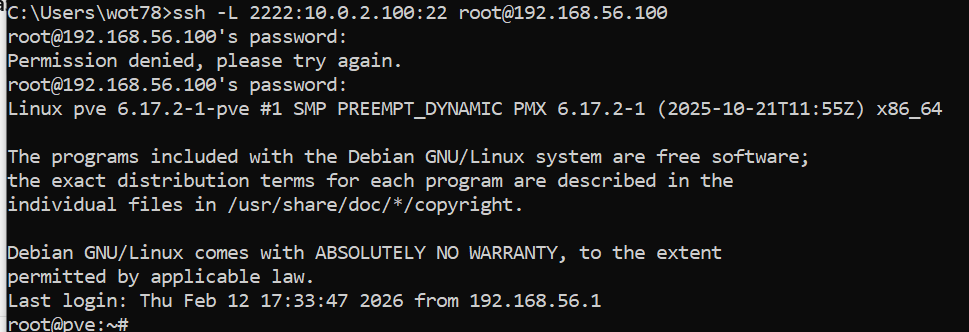 C:\Users\wot78>ssh -L 2222:10.0.2.100:22 root@192.168.56.100
root@192.168.56.100's password:
Permission denied, please try again.
root@192.168.56.100's password:
Linux pve 6.17.2-1-pve #1 SMP PREEMPT_DYNAMIC PMX 6.17.2-1 (2025-10-21T11:55Z) x86_64
The programs included with the Debian GNU/Linux system are free software;
the exact distribution terms for each program are described in the
individual files in /usr/share/doc/*/copyright.
Debian GNU/Linux comes with ABSOLUTELY NO WARRANTY, to the extent
permitted by applicable law.
Last login: Thu Feb 12 17:33:47 2026 from 192.168.56.1
root@pve:~#